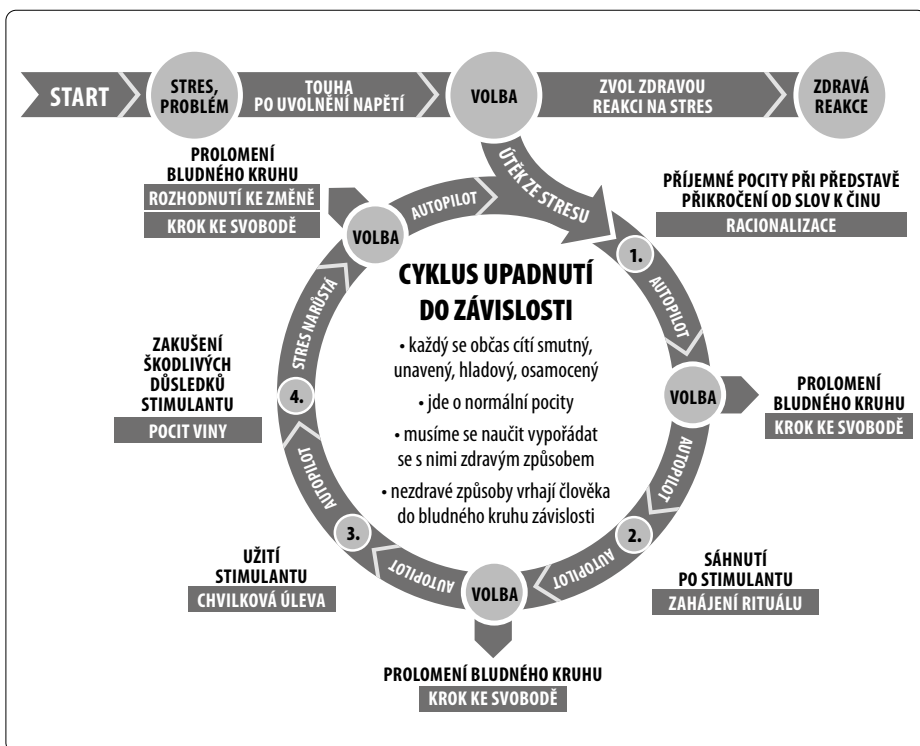 START
STRES,
PROBLÉM
TOUHA
PO UVOLNĚNÍ NAPĚTÍ
VOLBA
ZVOL ZDRAVOU
REAKCI NA STRES
ZDRAVÁ
REAKCE
ÚTĚK ZE STRESU
PŘÍJEMNÉ POCITY PŘI PŘEDSTAVĚ
PŘIKROČENÍ OD SLOV K ČINU
RACIONALIZACE
1.
AUTOPILOT
VOLBA
PROLOMENÍ
BLUDNÉHO KRUHU
KROK KE SVOBODĚ
AUTOPILOT
2.
SÁHNUTÍ
PO STIMULANTU
ZAHÁJENÍ RITUÁLU
AUTOPILOT
VOLBA
PROLOMENÍ BLUDNÉHO KRUHU
KROK KE SVOBODĚ
AUTOPILOT
3.
UŽITÍ
STIMULANTU
CHVILKOVÁ ÚLEVA
AUTOPILOT
4.
ZAKUŠENÍ
ŠKODLIVÝCH
DŮSLEDKŮ
STIMULANTU
POCIT VINY
STRES NARŮSTÁ
VOLBA
PROLOMENÍ
BLUDNÉHO KRUHU
ROZHODNUTÍ KE ZMĚNĚ
KROK KE SVOBODĚ
AUTOPILOT
CYKLUS UPADNUTÍ
DO ZÁVISLOSTI
• každý se občas cítí smutný,
unavený, hladový, osamocený
• jde o normální pocity
• musíme se naučit vypořádat
se s nimi zdravým způsobem
• nezdravé způsoby vrhají člověka
do bludného kruhu závislosti